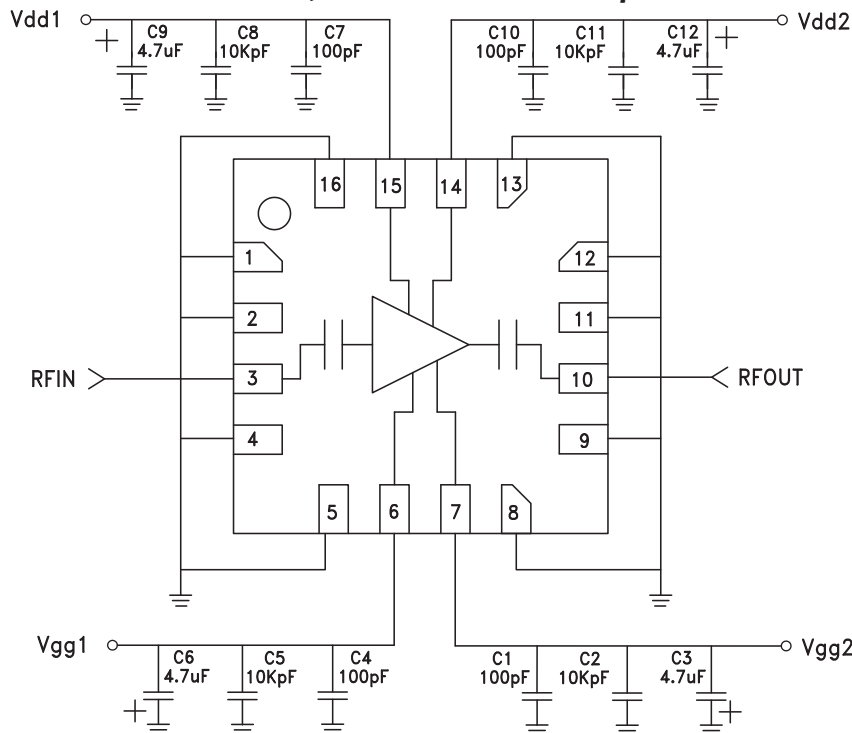 Vdd1
C9
4.7uF
C8
10KpF
C7
100pF
C10
100pF
C11
10KpF
C12
4.7uF
Vdd2
16
15
14
13
1
12
2
11
RFIN
3
10
RFOUT
4
9
5
6
7
8
Vgg1
C6
4.7uF
C5
10KpF
C4
100pF
C1
100pF
C2
10KpF
C3
4.7uF
Vgg2